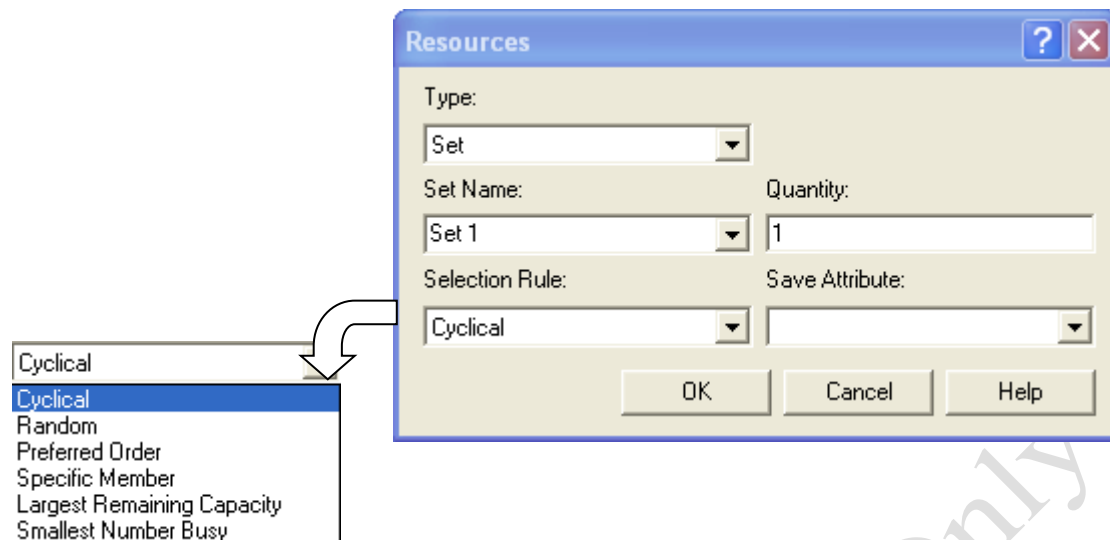 Resources
Type:
Set
Set Name: Quantity:
Set 1 1
Selection Rule: Save Attribute:
Cyclical
OK Cancel Help
Cyclical
Cyclical
Random
Preferred Order
Specific Member
Largest Remaining Capacity
Smallest Number Busy
only